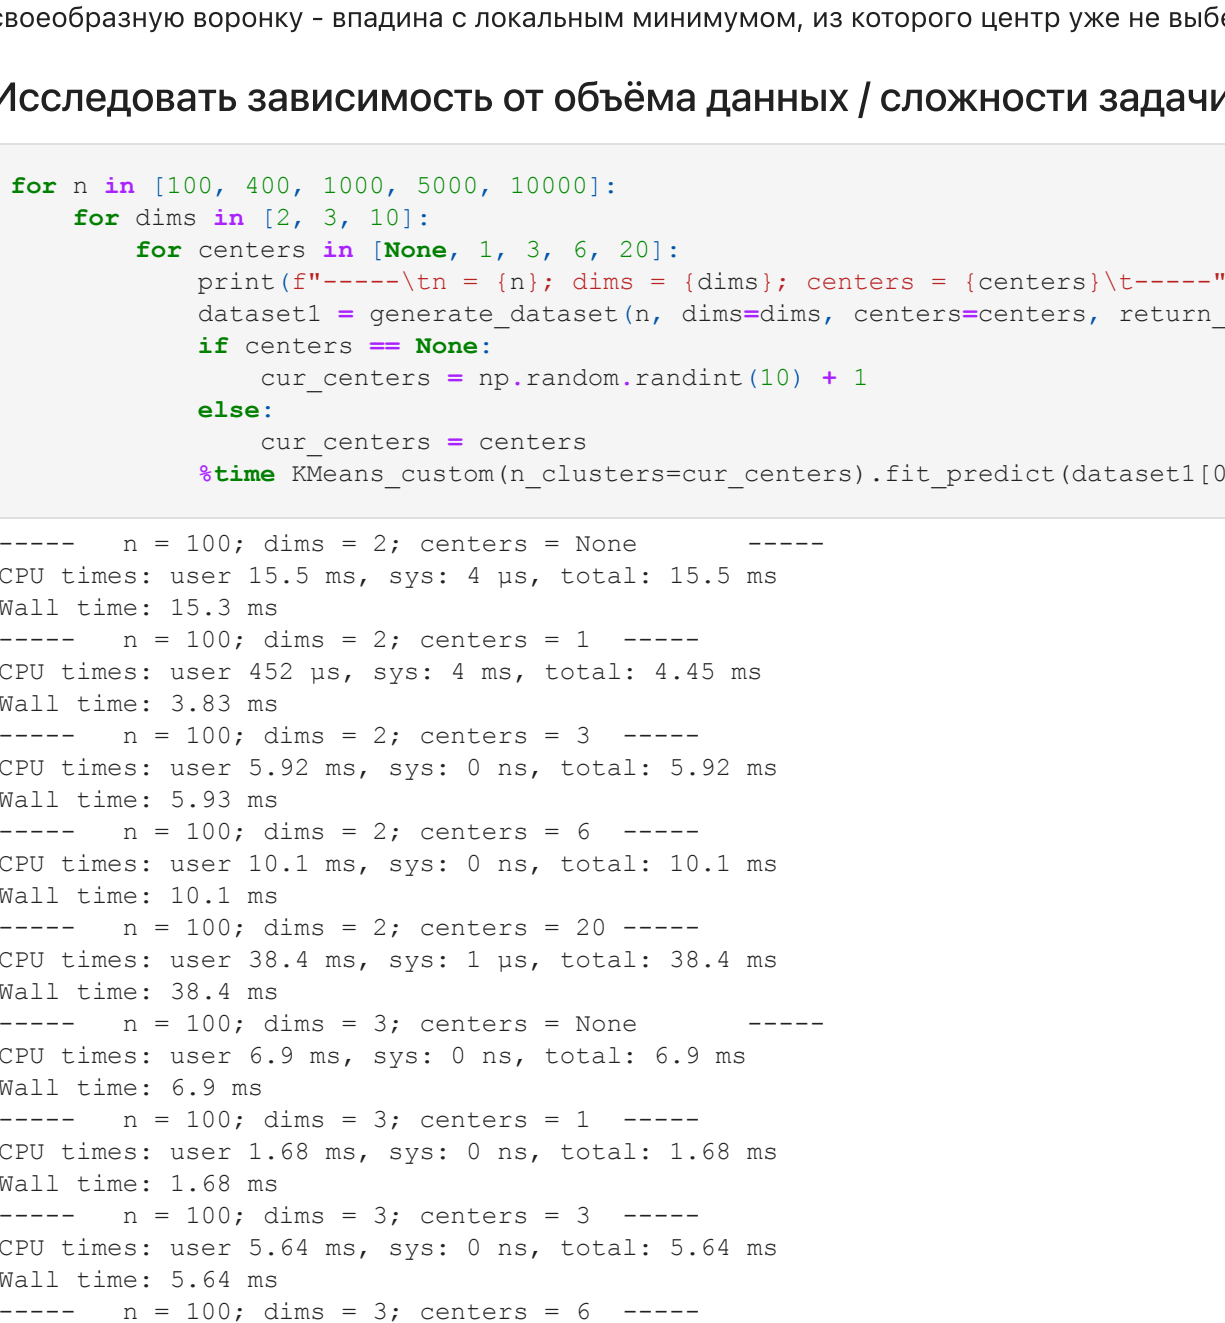 своеобразную воронку - впадина с локальным минимумом, из которого центр уже не выбе
Исследовать зависимость от объёма данных / сложности задачи
for n in [100, 400, 1000, 5000, 10000]:
    for dims in [2, 3, 10]:
        for centers in [None, 1, 3, 6, 20]:
            print(f"-----\tn = {n}; dims = {dims}; centers = {centers}\t-----"
            dataset1 = generate_dataset(n, dims=dims, centers=centers, return_
            if centers == None:
                cur_centers = np.random.randint(10) + 1
            else:
                cur_centers = centers
            %time KMeans_custom(n_clusters=cur_centers).fit_predict(dataset1[0
-----	n = 100; dims = 2; centers = None	-----
CPU times: user 15.5 ms, sys: 4 µs, total: 15.5 ms
Wall time: 15.3 ms
-----	n = 100; dims = 2; centers = 1	-----
CPU times: user 452 µs, sys: 4 ms, total: 4.45 ms
Wall time: 3.83 ms
-----	n = 100; dims = 2; centers = 3	-----
CPU times: user 5.92 ms, sys: 0 ns, total: 5.92 ms
Wall time: 5.93 ms
-----	n = 100; dims = 2; centers = 6	-----
CPU times: user 10.1 ms, sys: 0 ns, total: 10.1 ms
Wall time: 10.1 ms
-----	n = 100; dims = 2; centers = 20	-----
CPU times: user 38.4 ms, sys: 1 µs, total: 38.4 ms
Wall time: 38.4 ms
-----	n = 100; dims = 3; centers = None	-----
CPU times: user 6.9 ms, sys: 0 ns, total: 6.9 ms
Wall time: 6.9 ms
-----	n = 100; dims = 3; centers = 1	-----
CPU times: user 1.68 ms, sys: 0 ns, total: 1.68 ms
Wall time: 1.68 ms
-----	n = 100; dims = 3; centers = 3	-----
CPU times: user 5.64 ms, sys: 0 ns, total: 5.64 ms
Wall time: 5.64 ms
-----	n = 100; dims = 3; centers = 6	-----